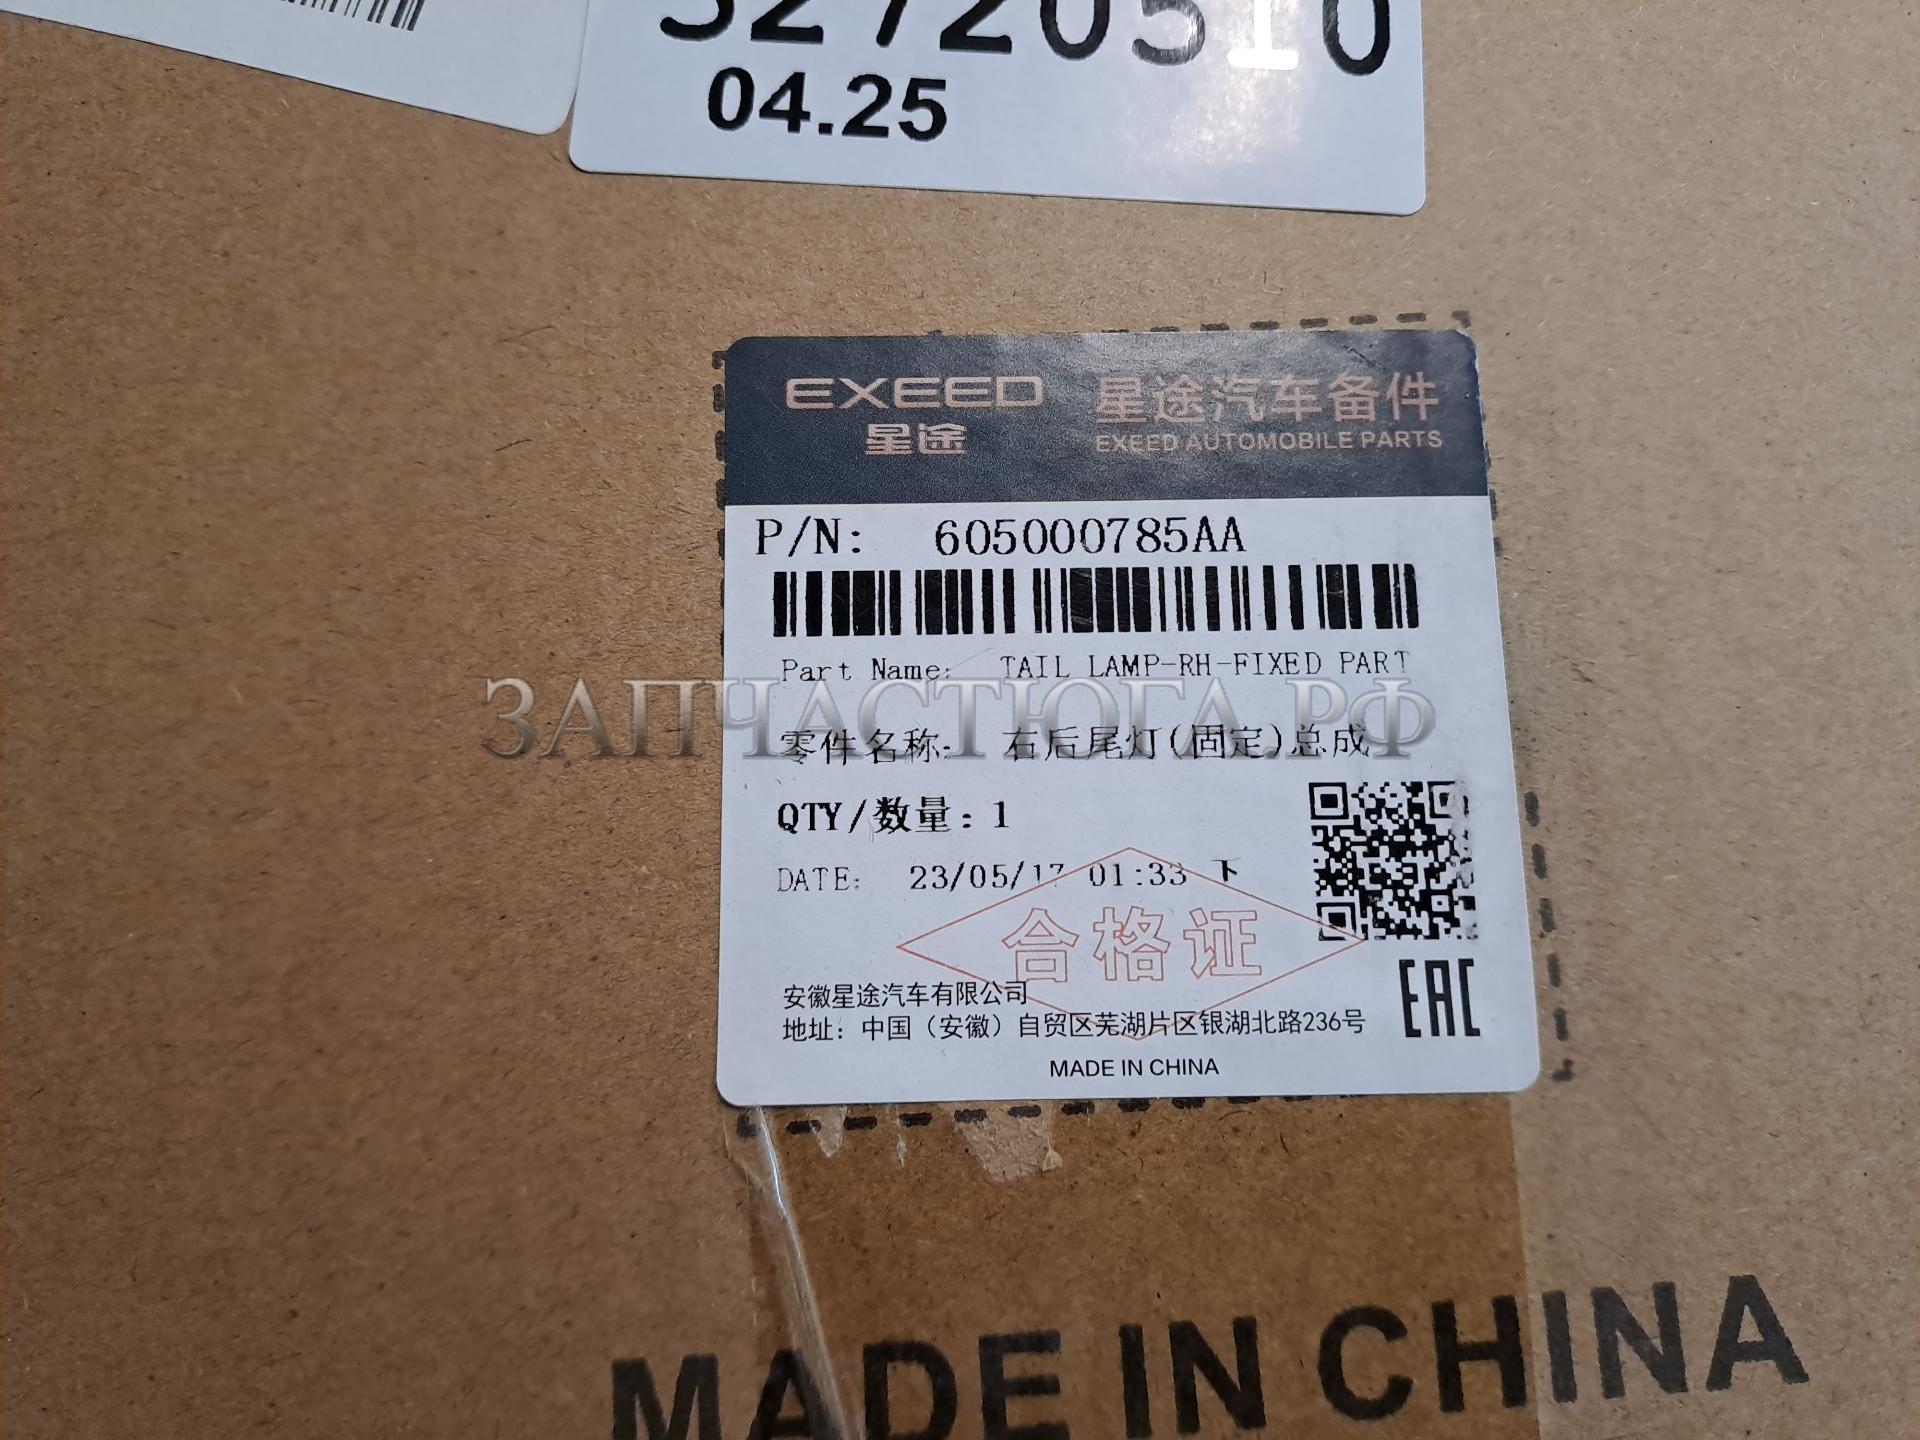 04.25
EXEED
星途
星途汽车备件
EXEED AUTOMOBILE PARTS
P/N: 605000785AA
Part Name: TAIL LAMP-RH-FIXED PART
ЗАПЧАСТЮГА.РФ
零件名称: 右后尾灯(固定)总成
QTY/数量: 1
DATE: 23/05/17 01:33 下
合格证
安徽星途汽车有限公司
地址：中国（安徽）自贸区芜湖片区银湖北路236号
EAC
MADE IN CHINA
MADE IN CHINA